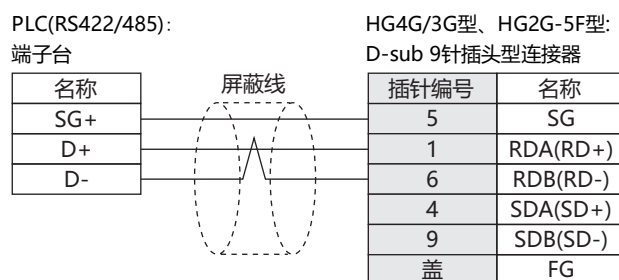 PLC(RS422/485):
端子台
HG4G/3G型、HG2G-5F型:
D-sub 9针插头型连接器
名称
屏蔽线
插针编号 名称
SG+ 5 SG
D+ 1 RDA(RD+)
D- 6 RDB(RD-)
4 SDA(SD+)
9 SDB(SD-)
盖 FG